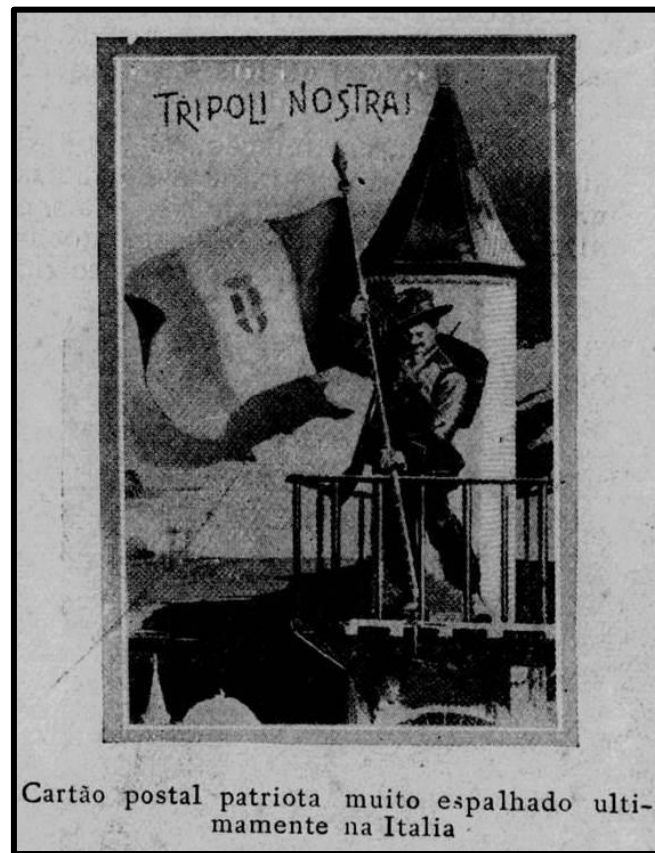 TRIPOLI NOSTRA!
Cartão postal patriota muito espalhado ulti-
mamente na Italia